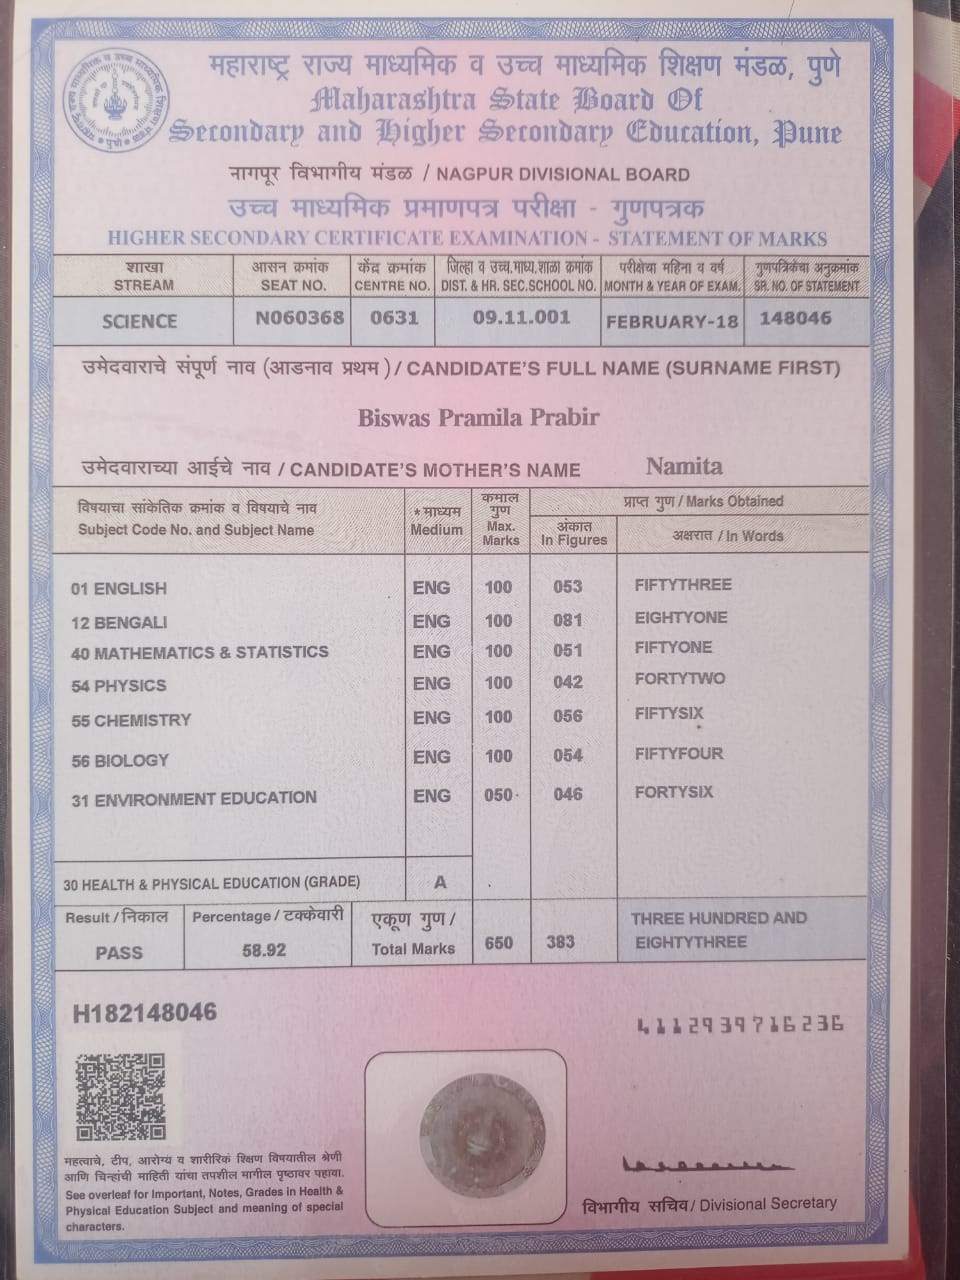 महाराष्ट्र राज्य माध्यमिक व उच्च माध्यमिक शिक्षण मंडळ, पुणे
Maharashtra State Board Of
Secondary and Higher Secondary Education, Pune
नागपूर विभागीय मंडळ / NAGPUR DIVISIONAL BOARD
उच्च माध्यमिक प्रमाणपत्र परीक्षा - गुणपत्रक
HIGHER SECONDARY CERTIFICATE EXAMINATION - STATEMENT OF MARKS
शाखा आसन क्रमांक केंद्र क्रमांक जिल्हा व उच्च.माध्य.शाळा क्रमांक परीक्षेचा महिना व वर्ष गुणपत्रिकेचा अनुक्रमांक
STREAM SEAT NO. CENTRE NO. DIST. & HR. SEC.SCHOOL NO. MONTH & YEAR OF EXAM. SR. NO. OF STATEMENT
SCIENCE N060368 0631 09.11.001 FEBRUARY-18 148046
उमेदवाराचे संपूर्ण नाव (आडनाव प्रथम ) / CANDIDATE'S FULL NAME (SURNAME FIRST)
Biswas Pramila Prabir
उमेदवाराच्या आईचे नाव / CANDIDATE'S MOTHER'S NAME Namita
विषयाचा सांकेतिक क्रमांक व विषयाचे नाव
Subject Code No. and Subject Name
* माध्यम
Medium
कमाल
गुण
Max.
Marks
प्राप्त गुण / Marks Obtained
अंकात
In Figures
अक्षरात / In Words
01 ENGLISH ENG 100 053 FIFTYTHREE
12 BENGALI ENG 100 081 EIGHTYONE
40 MATHEMATICS & STATISTICS ENG 100 051 FIFTYONE
54 PHYSICS ENG 100 042 FORTYTWO
55 CHEMISTRY ENG 100 056 FIFTYSIX
56 BIOLOGY ENG 100 054 FIFTYFOUR
31 ENVIRONMENT EDUCATION ENG 050 046 FORTYSIX
30 HEALTH & PHYSICAL EDUCATION (GRADE) A
Result / निकाल
PASS
Percentage / टक्केवारी
58.92
एकूण गुण /
Total Marks
650 383
THREE HUNDRED AND
EIGHTYTHREE
H182148046
4112939716236
महत्वाचे, टीप, आरोग्य व शारीरिक शिक्षण विषयातील श्रेणी
आणि चिन्हांची माहिती यांचा तपशील मागील पृष्ठावर पहावा.
See overleaf for Important, Notes, Grades in Health &
Physical Education Subject and meaning of special
characters.
विभागीय सचिव / Divisional Secretary